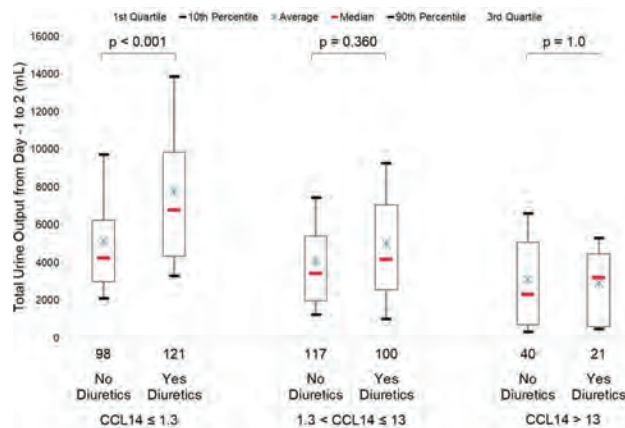 1st Quartile 10th Percentile Average Median 90th Percentile 3rd Quartile
16000
14000
12000
10000
8000
6000
4000
2000
0
Total Urine Output from Day -1 to 2 (mL)
p < 0.001 p = 0.360 p = 1.0
98 121 117 100 40 21
No Yes No Yes No Yes
Diuretics Diuretics Diuretics Diuretics Diuretics Diuretics
CCL14 ≤ 1.3 1.3 < CCL14 ≤ 13 CCL14 > 13